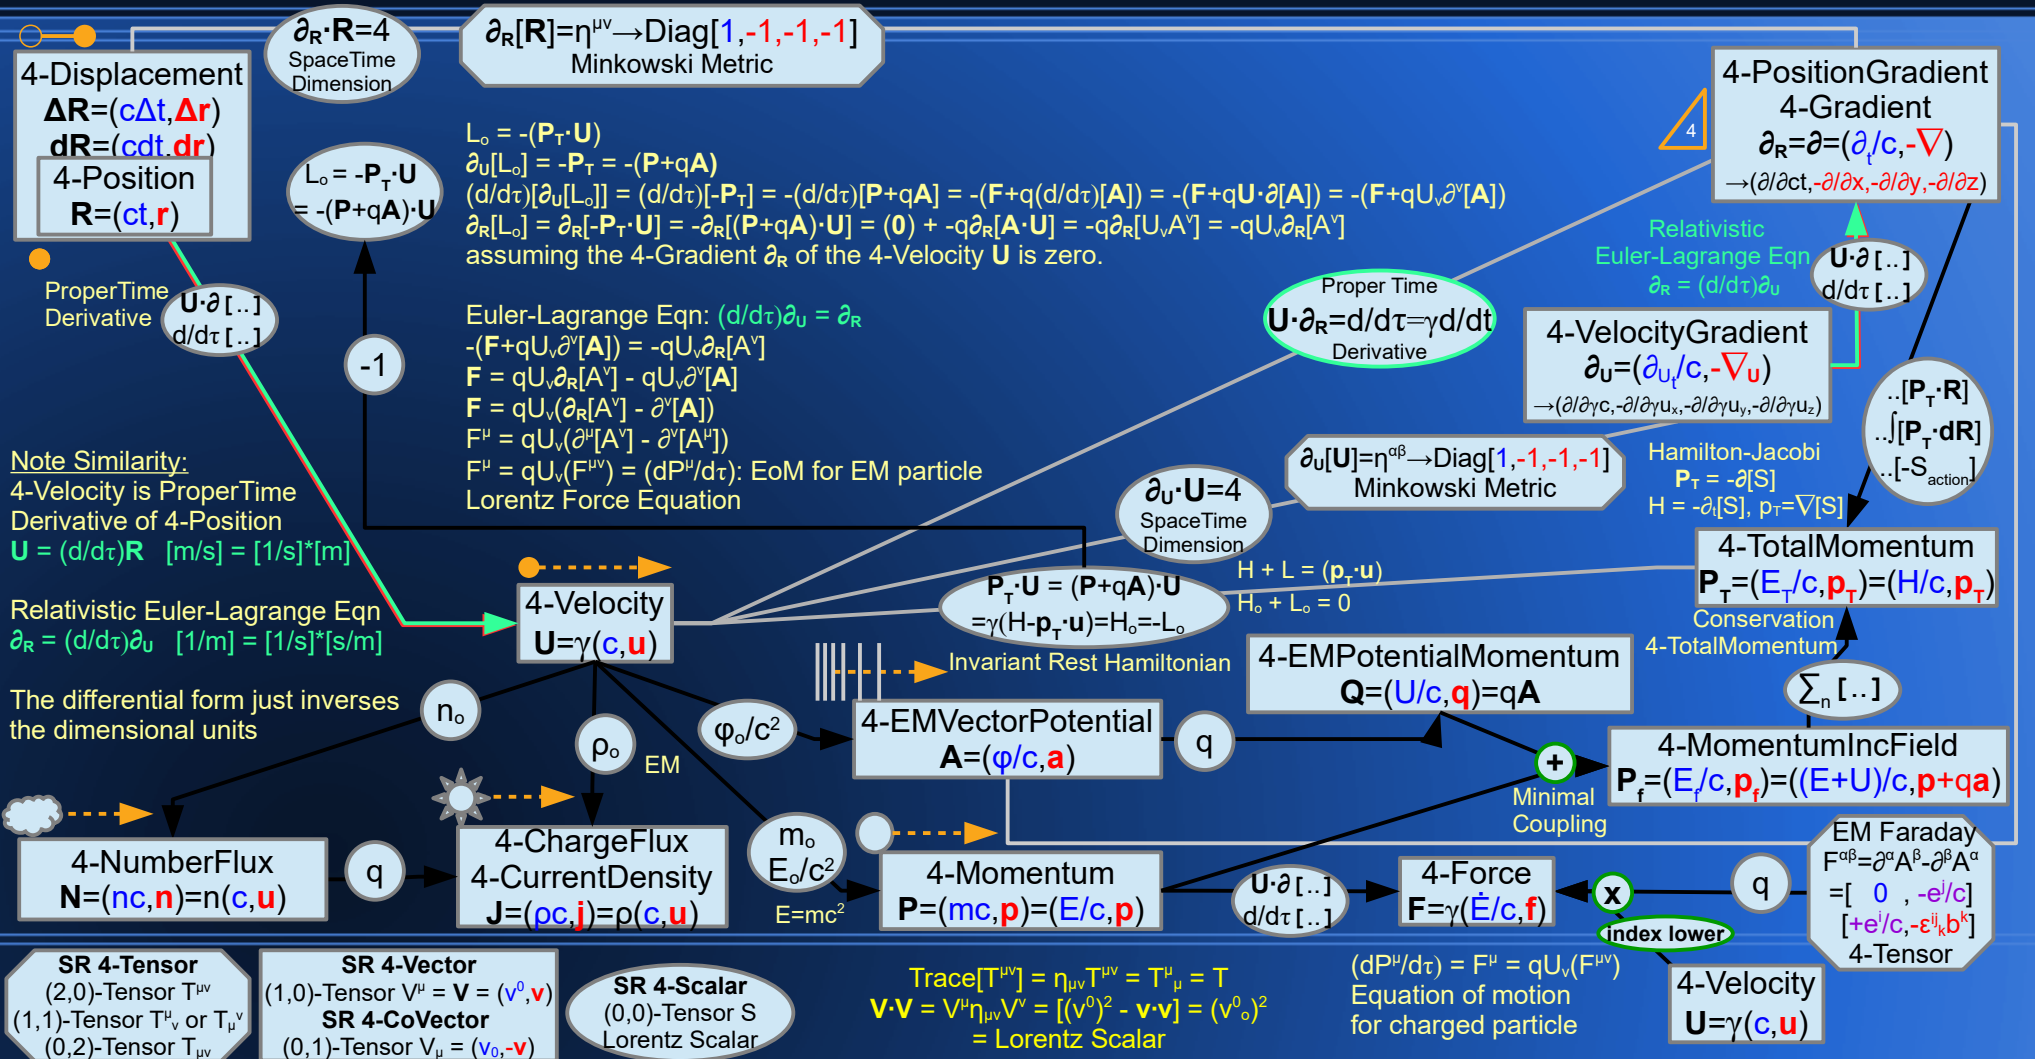 ∂R·R=4
SpaceTime
Dimension
∂R[R]=ημν→Diag[1,-1,-1,-1]
Minkowski Metric
4-Displacement
ΔR=(cΔt,Δr)
dR=(cdt,dr)
4-Position
R=(ct,r)
4-PositionGradient
4-Gradient
∂R=∂=(∂t/c,-∇)
→(∂/∂ct,-∂/∂x,-∂/∂y,-∂/∂z)
4
Lo = -PT·U
= -(P+qA)·U
Lo = -(PT·U)
∂U[Lo] = -PT = -(P+qA)
(d/dτ)[∂U[Lo]] = (d/dτ)[-PT] = -(d/dτ)[P+qA] = -(F+q(d/dτ)[A]) = -(F+qU·∂[A]) = -(F+qUν∂ν[A])
∂R[Lo] = ∂R[-PT·U] = -∂R[(P+qA)·U] = (0) + -q∂R[A·U] = -q∂R[UνAν] = -qUν∂R[Aν]
assuming the 4-Gradient ∂R of the 4-Velocity U is zero.
ProperTime
Derivative
U·∂[..]
d/dτ[..]
-1
Euler-Lagrange Eqn: (d/dτ)∂U = ∂R
-(F+qUν∂ν[A]) = -qUν∂R[Aν]
F = qUν∂R[Aν] - qUν∂ν[A]
F = qUν(∂R[Aν] - ∂ν[A])
Fμ = qUν(∂μ[Aν] - ∂ν[Aμ])
Fμ = qUν(Fμν) = (dPμ/dτ): EoM for EM particle
Lorentz Force Equation
Proper Time
U·∂R=d/dτ=γd/dt
Derivative
Relativistic
Euler-Lagrange Eqn
∂R = (d/dτ)∂U
U·∂[..]
d/dτ[..]
4-VelocityGradient
∂U=(∂Ut/c,-∇U)
→(∂/∂γc,-∂/∂γux,-∂/∂γuy,-∂/∂γuz)
..[PT·R]
..∫[PT·dR]
..[-Saction]
∂U[U]=ηαβ→Diag[1,-1,-1,-1]
Minkowski Metric
Hamilton-Jacobi
PT = -∂[S]
H = -∂t[S], pT=∇[S]
∂U·U=4
SpaceTime
Dimension
Note Similarity:
4-Velocity is ProperTime
Derivative of 4-Position
U = (d/dτ)R [m/s] = [1/s]*[m]
Relativistic Euler-Lagrange Eqn
∂R = (d/dτ)∂U [1/m] = [1/s]*[s/m]
The differential form just inverses
the dimensional units
4-Velocity
U=γ(c,u)
PT·U = (P+qA)·U
=γ(H-pT·u)=Ho=-Lo
Invariant Rest Hamiltonian
H + L = (pT·u)
Ho + Lo = 0
4-TotalMomentum
PT=(ET/c,pT)=(H/c,pT)
Conservation
4-TotalMomentum
Σn[..]
no
ρo
EM
φo/c2
4-EMVectorPotential
A=(φ/c,a)
q
4-EMPotentialMomentum
Q=(U/c,q)=qA
+
Minimal
Coupling
4-MomentumIncField
Pf=(Ef/c,pf)=((E+U)/c,p+qa)
4-NumberFlux
N=(nc,n)=n(c,u)
q
4-ChargeFlux
4-CurrentDensity
J=(ρc,j)=ρ(c,u)
mo
Eo/c2
E=mc2
4-Momentum
P=(mc,p)=(E/c,p)
U·∂[..]
d/dτ[..]
4-Force
F=γ(Ė/c,f)
x
index lower
q
EM Faraday
Fαβ=∂αAβ-∂βAα
=[ 0 , -ej/c]
[+ei/c,-εijkbk]
4-Tensor
4-Velocity
U=γ(c,u)
SR 4-Tensor
(2,0)-Tensor Tμν
(1,1)-Tensor Tμν or Tμν
(0,2)-Tensor Tμν
SR 4-Vector
(1,0)-Tensor Vμ = V = (v0,v)
SR 4-CoVector
(0,1)-Tensor Vμ = (v0,-v)
SR 4-Scalar
(0,0)-Tensor S
Lorentz Scalar
Trace[Tμν] = ημνTμν = Tμμ = T
V·V = VμημνVν = [(v0)2 - v·v] = (v0o)2
= Lorentz Scalar
(dPμ/dτ) = Fμ = qUν(Fμν)
Equation of motion
for charged particle